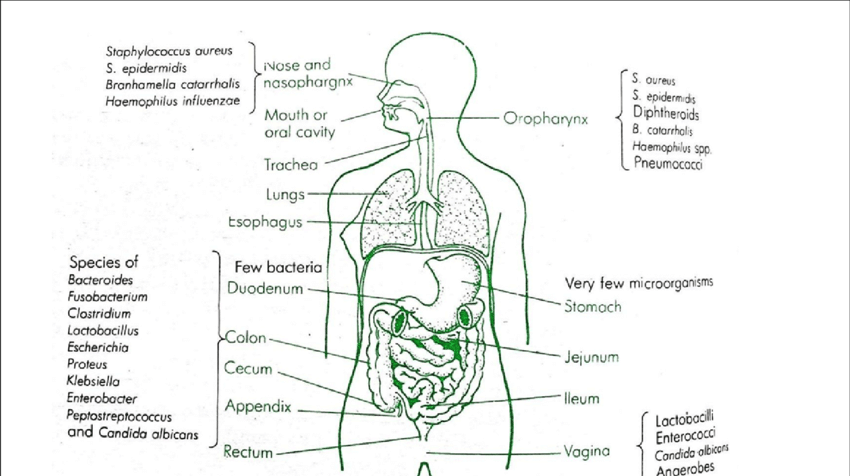 Staphylococcus aureus
S. epidermidis
Branhamella catarrhalis
Haemophilus influenzae
Nose and
nasophargnx
Mouth or
oral cavity
Trachea
Lungs
Esophagus
Oropharynx
S. aureus
S. epidermidis
Diphtheroids
B. catarrhalis
Haemophilus spp.
Pneumococci
Species of
Bacteroides
Fusobacterium
Clostridium
Lactobacillus
Escherichia
Proteus
Klebsiella
Enterobacter
Peptostreptococcus
and Candida albicans
Few bacteria
Duodenum
Colon
Cecum
Appendix
Rectum
Very few microorganisms
Stomach
Jejunum
Ileum
Vagina
Lactobacilli
Enterococci
Candida albicans
Anaerobes